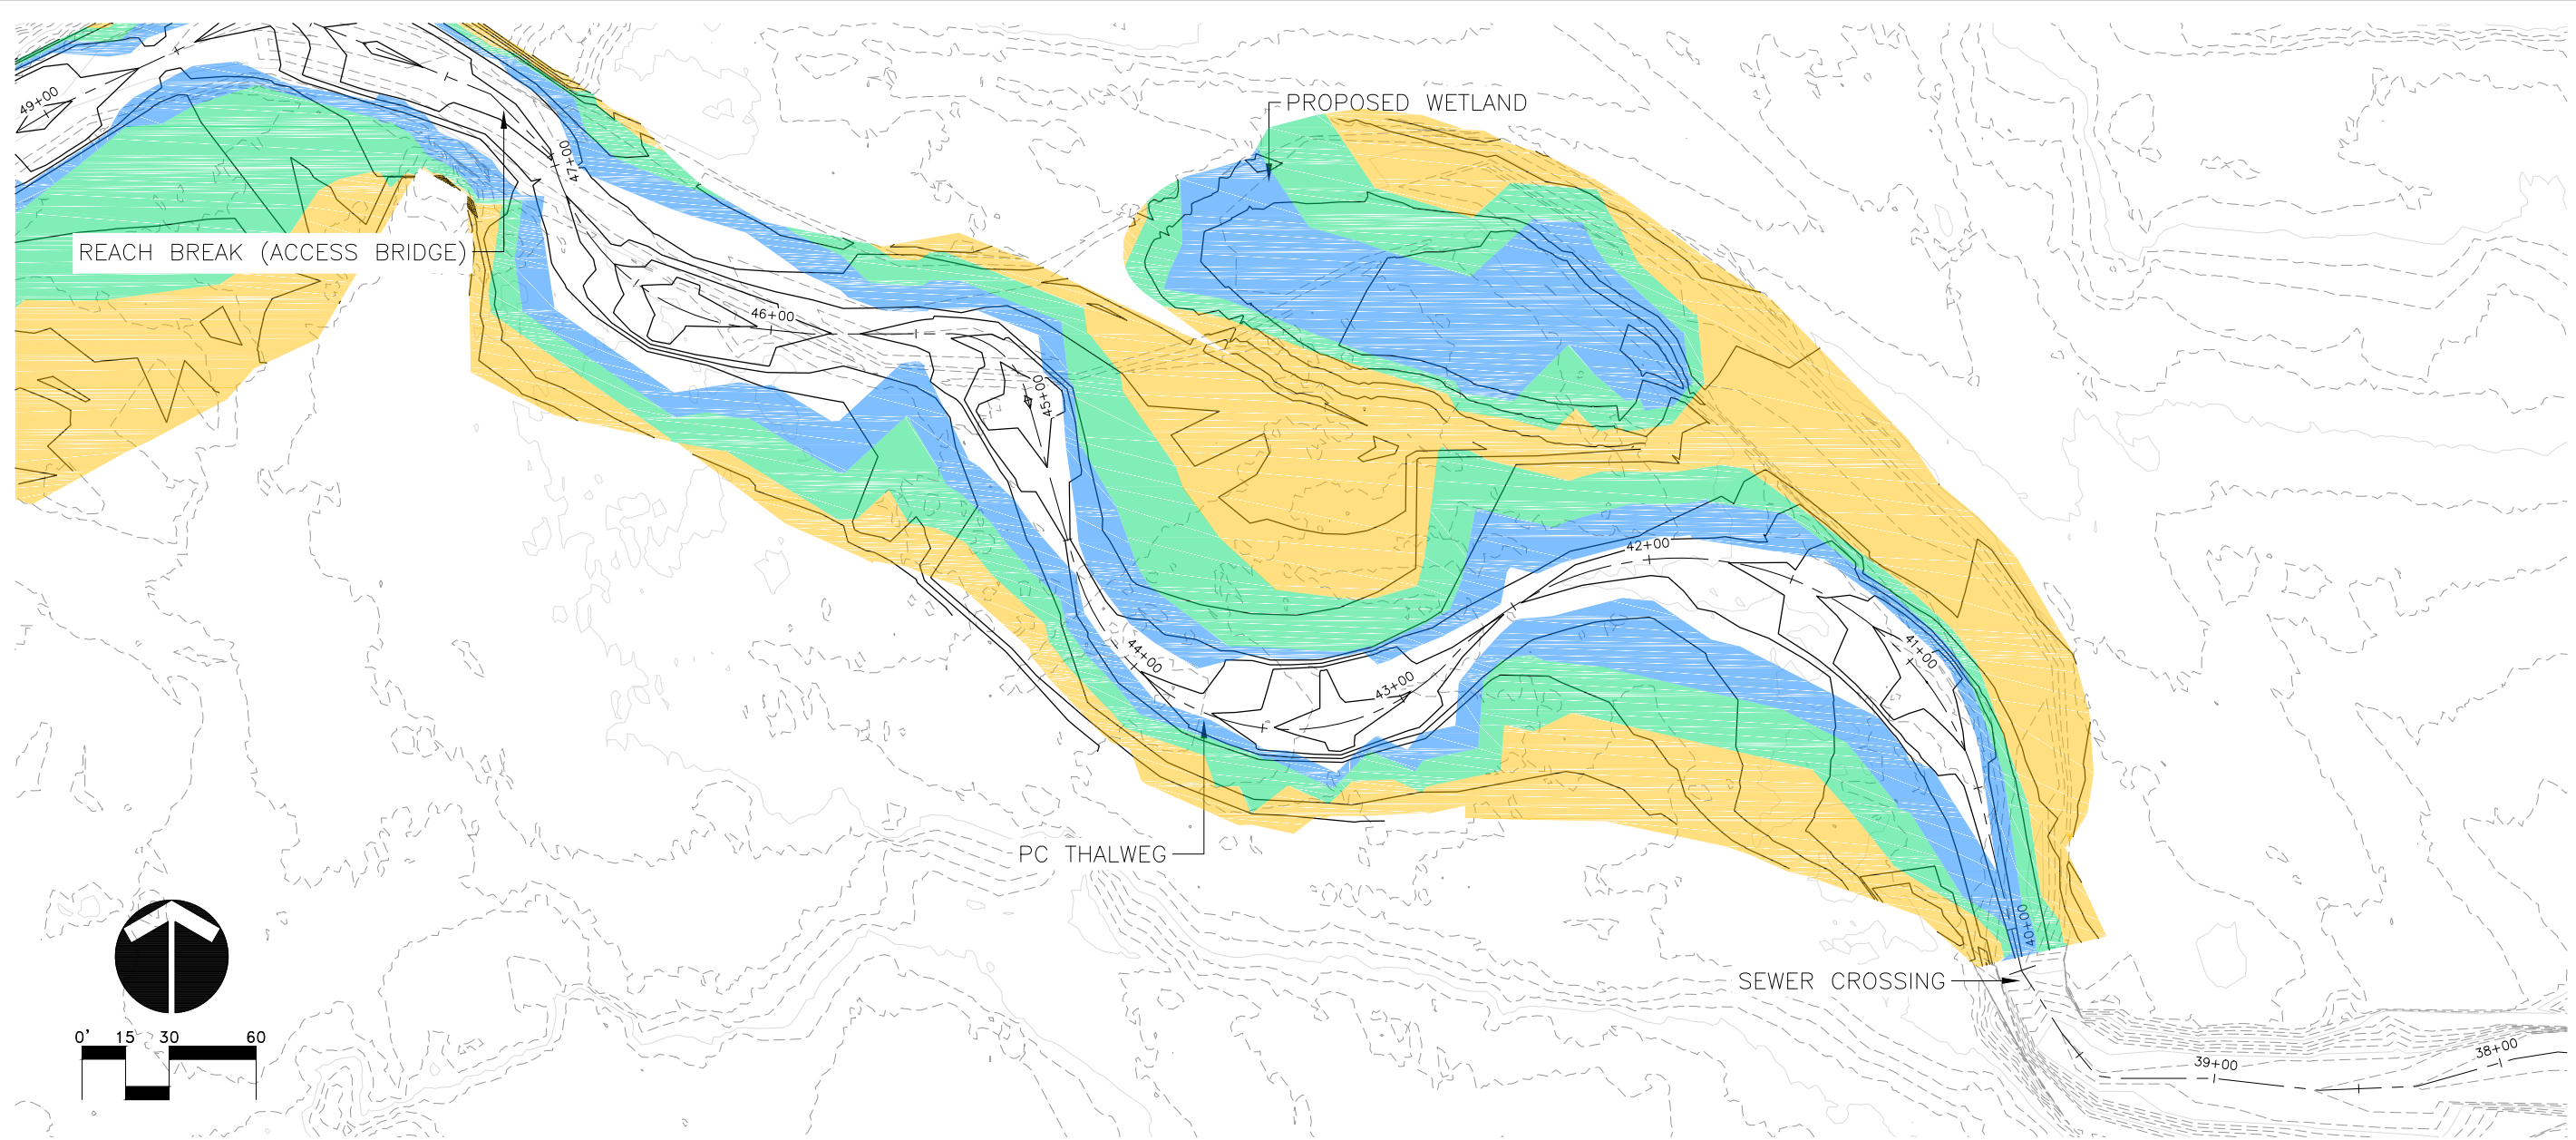 49+00
47+00
PROPOSED WETLAND
REACH BREAK (ACCESS BRIDGE)
46+00
45+00
42+00
44+00
41+00
43+00
PC THALWEG
40+00
SEWER CROSSING
0' 15 30 60
39+00
38+00